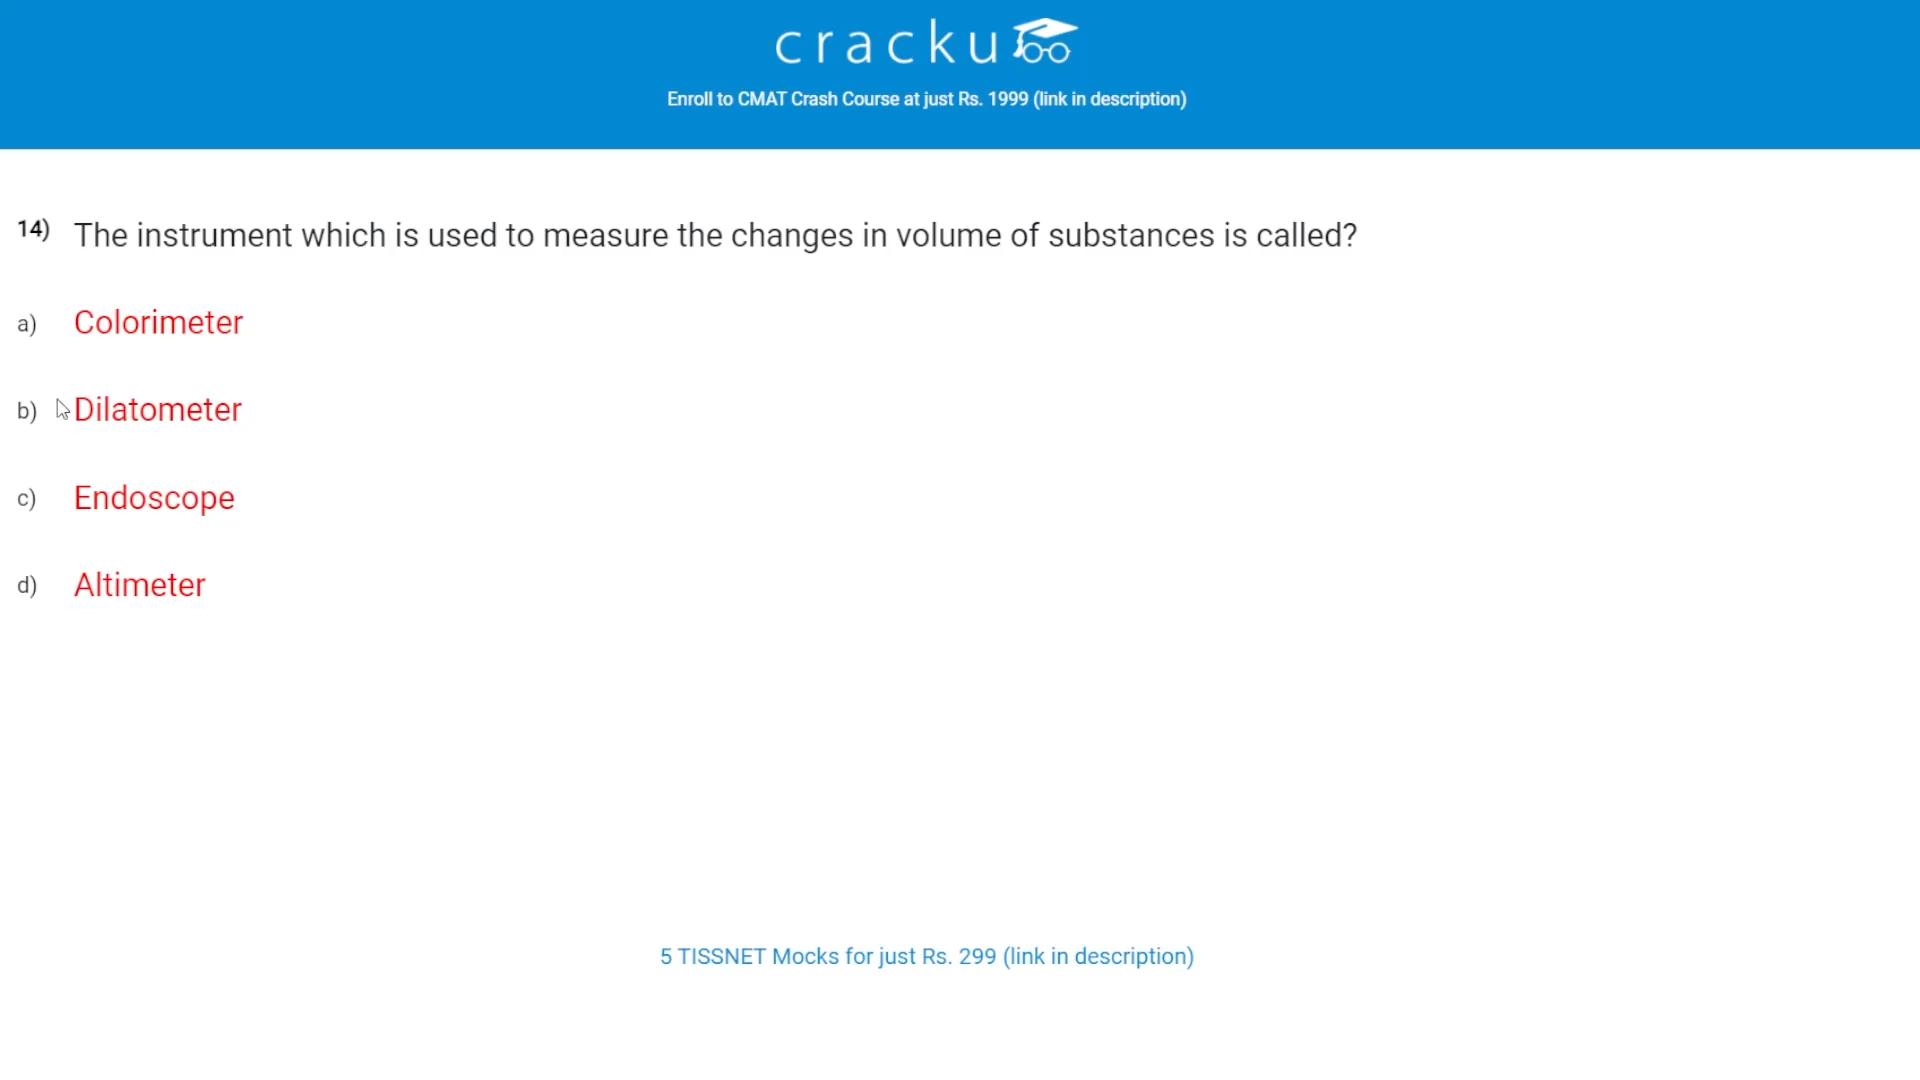 cracku
Enroll to CMAT Crash Course at just Rs. 1999 (link in description)
14) The instrument which is used to measure the changes in volume of substances is called?
a) Colorimeter
b) Dilatometer
c) Endoscope
d) Altimeter
5 TISSNET Mocks for just Rs. 299 (link in description)